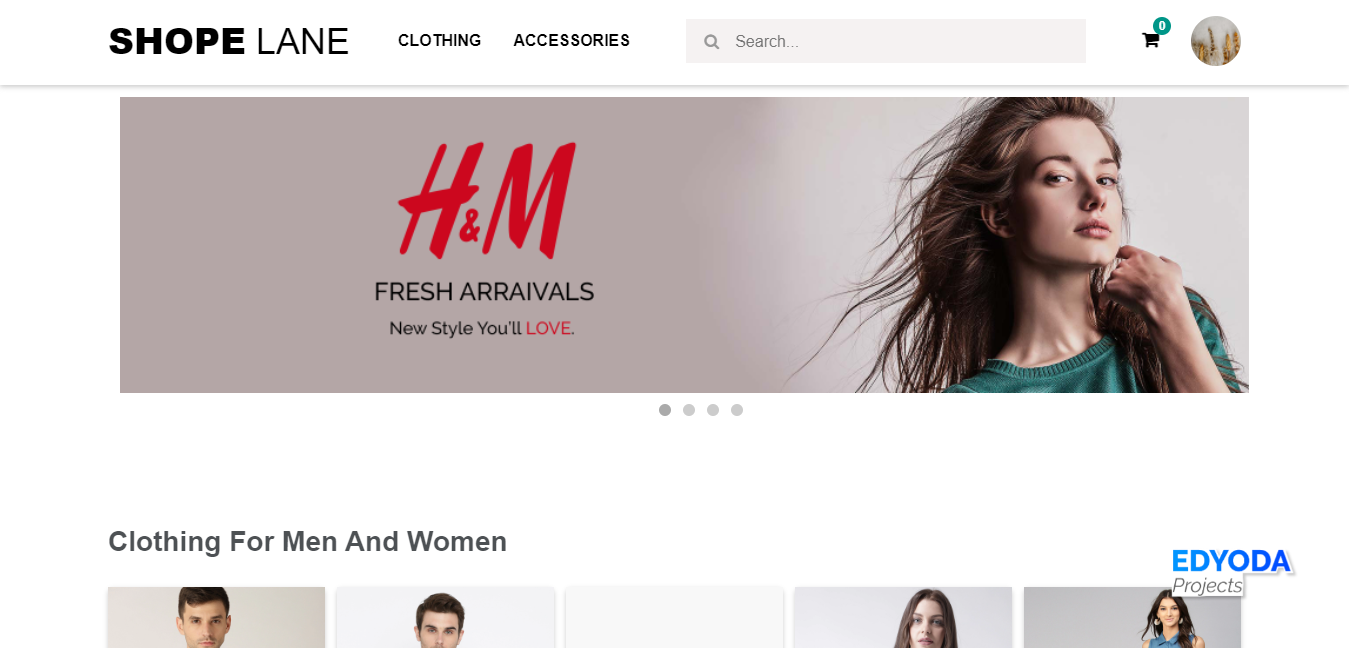 SHOPE LANE
CLOTHING
ACCESSORIES
Search...
0
H&M
FRESH ARRAIVALS
New Style You'll LOVE.
Clothing For Men And Women
EDYODA
Projects